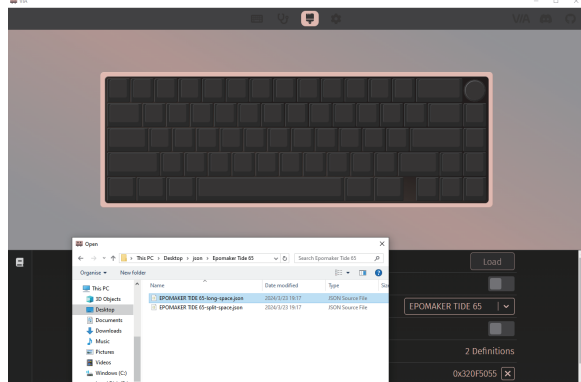 VIA
Open
This PC > Desktop > json > Epomaker Tide 65
Search Epomaker Tide 65
Organise
New folder
Name
Date modified
Type
Size
This PC
3D Objects
Desktop
Documents
Downloads
Music
Pictures
Videos
Windows (C:)
EPOMAKER TIDE 65-long-space.json
2024/3/23 19:17
JSON Source File
EPOMAKER TIDE 65-split-space.json
2024/3/23 19:17
JSON Source File
Load
EPOMAKER TIDE 65
2 Definitions
0x320F5055